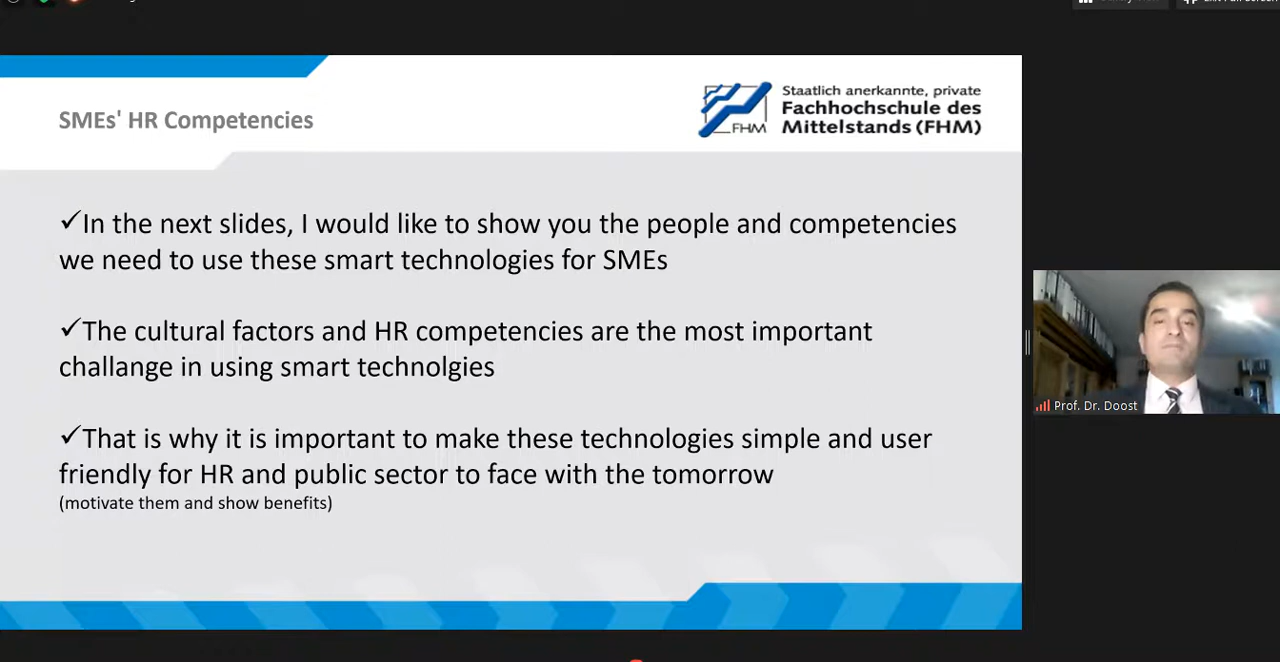 SMEs' HR Competencies
Staatlich anerkannte, private
Fachhochschule des
Mittelstands (FHM)
FHM
✓In the next slides, I would like to show you the people and competencies
we need to use these smart technologies for SMEs
✓The cultural factors and HR competencies are the most important
challange in using smart technolgies
✓That is why it is important to make these technologies simple and user
friendly for HR and public sector to face with the tomorrow
(motivate them and show benefits)
Prof. Dr. Doost